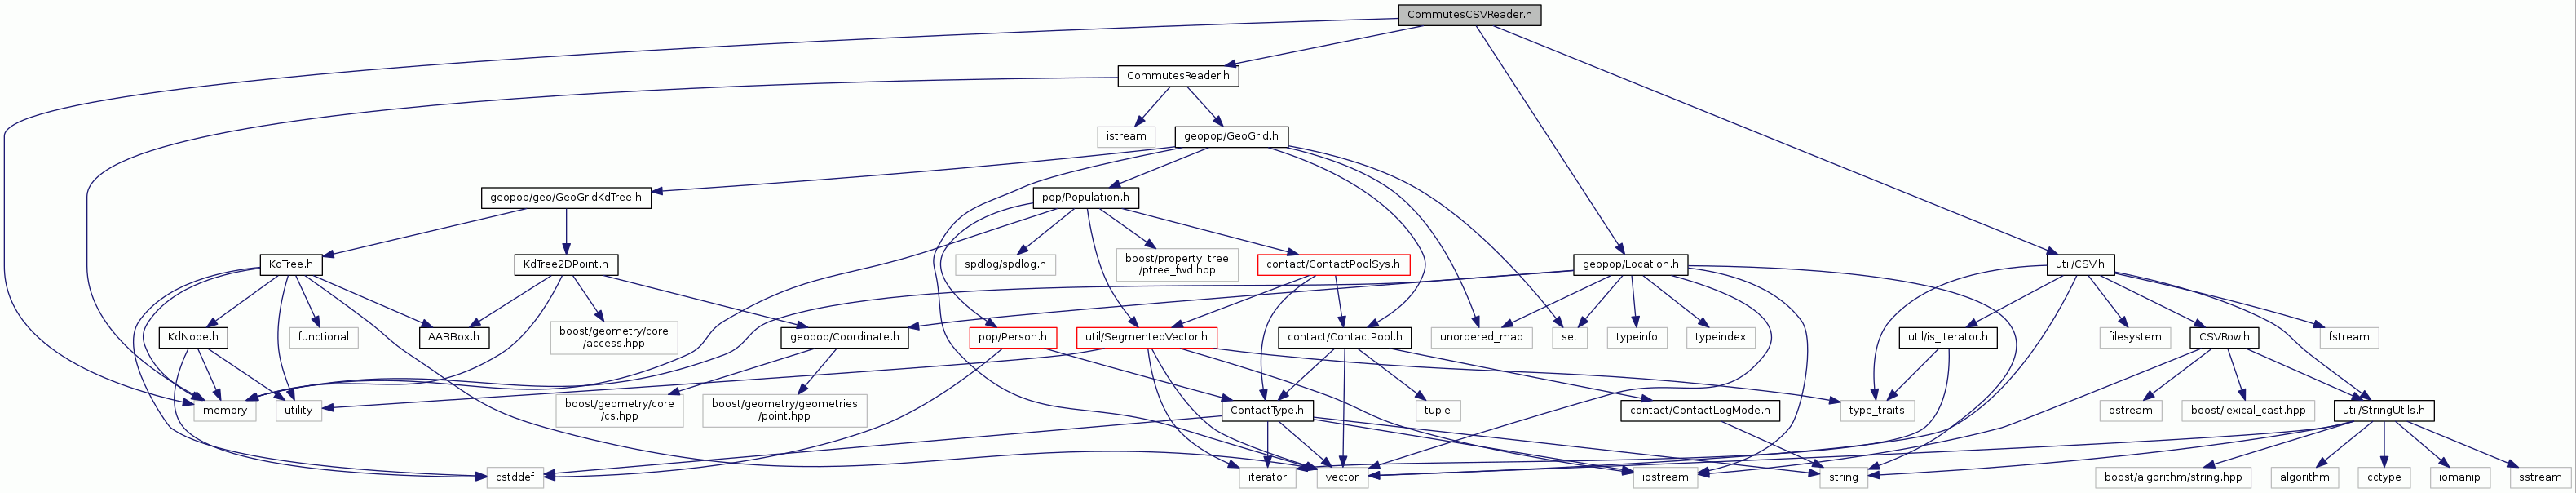 CommutesCSVReader.h
CommutesReader.h
istream
geopop/GeoGrid.h
geopop/geo/GeoGridKdTree.h
pop/Population.h
KdTree.h
KdTree2DPoint.h
spdlog/spdlog.h
boost/property_tree
/ptree_fwd.hpp
contact/ContactPoolSys.h
geopop/Location.h
util/CSV.h
KdNode.h
functional
AABBox.h
boost/geometry/core
/access.hpp
geopop/Coordinate.h
pop/Person.h
util/SegmentedVector.h
contact/ContactPool.h
unordered_map
set
typeinfo
typeindex
util/is_iterator.h
filesystem
CSVRow.h
fstream
memory
utility
boost/geometry/core
/cs.hpp
boost/geometry/geometries
/point.hpp
ContactType.h
tuple
contact/ContactLogMode.h
type_traits
ostream
boost/lexical_cast.hpp
util/StringUtils.h
cstddef
iterator
vector
iostream
string
boost/algorithm/string.hpp
algorithm
cctype
iomanip
sstream